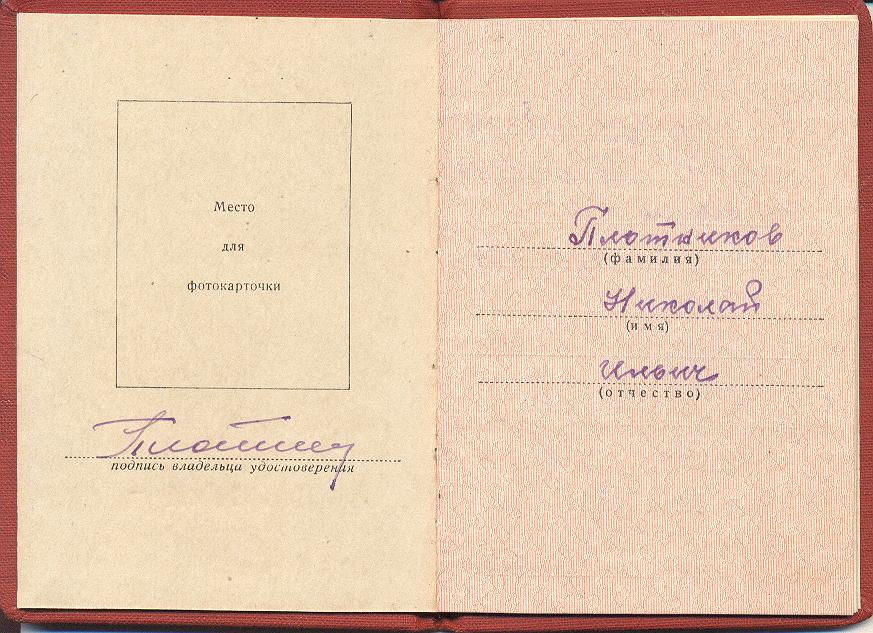 Место
для
фотокарточки
подпись владельца удостоверения
Плотников
(фамилия)
Николай
(имя)
Ильич
(отчество)